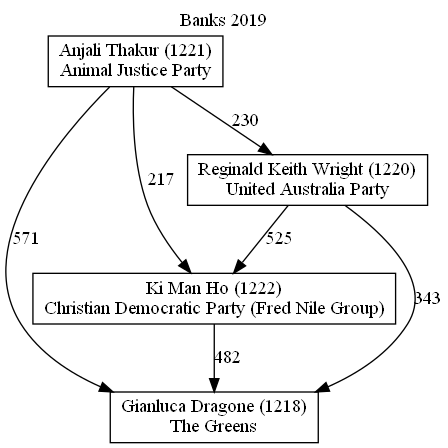 Banks 2019
Anjali Thakur (1221)
Animal Justice Party
230
Reginald Keith Wright (1220)
United Australia Party
217
571
525
Ki Man Ho (1222)
Christian Democratic Party (Fred Nile Group)
343
482
Gianluca Dragone (1218)
The Greens